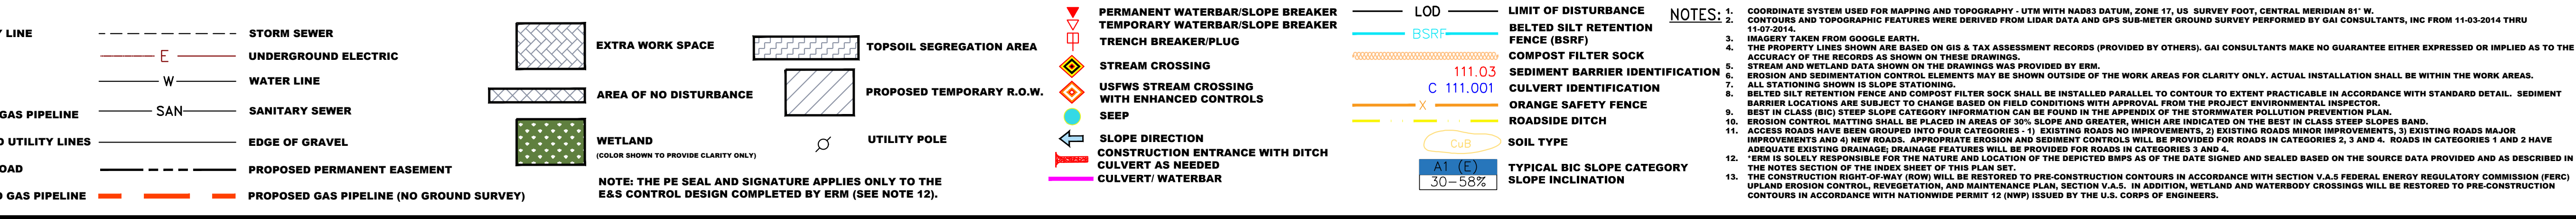 Y LINE
GAS PIPELINE
D UTILITY LINES
OAD
D GAS PIPELINE
STORM SEWER
E UNDERGROUND ELECTRIC
W WATER LINE
SAN SANITARY SEWER
EDGE OF GRAVEL
PROPOSED PERMANENT EASEMENT
PROPOSED GAS PIPELINE (NO GROUND SURVEY)
EXTRA WORK SPACE
AREA OF NO DISTURBANCE
WETLAND
(COLOR SHOWN TO PROVIDE CLARITY ONLY)
TOPSOIL SEGREGATION AREA
PROPOSED TEMPORARY R.O.W.
UTILITY POLE
NOTE: THE PE SEAL AND SIGNATURE APPLIES ONLY TO THE
E&S CONTROL DESIGN COMPLETED BY ERM (SEE NOTE 12).
PERMANENT WATERBAR/SLOPE BREAKER
TEMPORARY WATERBAR/SLOPE BREAKER
TRENCH BREAKER/PLUG
STREAM CROSSING
USFWS STREAM CROSSING
WITH ENHANCED CONTROLS
SEEP
SLOPE DIRECTION
CONSTRUCTION ENTRANCE WITH DITCH
CULVERT AS NEEDED
CULVERT/ WATERBAR
LOD LIMIT OF DISTURBANCE
BSRF BELTED SILT RETENTION
FENCE (BSRF)
COMPOST FILTER SOCK
111.03 SEDIMENT BARRIER IDENTIFICATION
C 111.001 CULVERT IDENTIFICATION
X ORANGE SAFETY FENCE
ROADSIDE DITCH
CuB SOIL TYPE
A1 (E) TYPICAL BIC SLOPE CATEGORY
30-58% SLOPE INCLINATION
NOTES:
1. COORDINATE SYSTEM USED FOR MAPPING AND TOPOGRAPHY - UTM WITH NAD83 DATUM, ZONE 17, US SURVEY FOOT, CENTRAL MERIDIAN 81° W.
2. CONTOURS AND TOPOGRAPHIC FEATURES WERE DERIVED FROM LIDAR DATA AND GPS SUB-METER GROUND SURVEY PERFORMED BY GAI CONSULTANTS, INC FROM 11-03-2014 THRU
11-07-2014.
3. IMAGERY TAKEN FROM GOOGLE EARTH.
4. THE PROPERTY LINES SHOWN ARE BASED ON GIS & TAX ASSESSMENT RECORDS (PROVIDED BY OTHERS). GAI CONSULTANTS MAKE NO GUARANTEE EITHER EXPRESSED OR IMPLIED AS TO THE
ACCURACY OF THE RECORDS AS SHOWN ON THESE DRAWINGS.
5. STREAM AND WETLAND DATA SHOWN ON THE DRAWINGS WAS PROVIDED BY ERM.
6. EROSION AND SEDIMENTATION CONTROL ELEMENTS MAY BE SHOWN OUTSIDE OF THE WORK AREAS FOR CLARITY ONLY. ACTUAL INSTALLATION SHALL BE WITHIN THE WORK AREAS.
7. ALL STATIONING SHOWN IS SLOPE STATIONING.
8. BELTED SILT RETENTION FENCE AND COMPOST FILTER SOCK SHALL BE INSTALLED PARALLEL TO CONTOUR TO EXTENT PRACTICABLE IN ACCORDANCE WITH STANDARD DETAIL. SEDIMENT
BARRIER LOCATIONS ARE SUBJECT TO CHANGE BASED ON FIELD CONDITIONS WITH APPROVAL FROM THE PROJECT ENVIRONMENTAL INSPECTOR.
9. BEST IN CLASS (BIC) STEEP SLOPE CATEGORY INFORMATION CAN BE FOUND IN THE APPENDIX OF THE STORMWATER POLLUTION PREVENTION PLAN.
10. EROSION CONTROL MATTING SHALL BE PLACED IN AREAS OF 30% SLOPE AND GREATER, WHICH ARE INDICATED ON THE BEST IN CLASS STEEP SLOPES BAND.
11. ACCESS ROADS HAVE BEEN GROUPED INTO FOUR CATEGORIES - 1) EXISTING ROADS NO IMPROVEMENTS, 2) EXISTING ROADS MINOR IMPROVEMENTS, 3) EXISTING ROADS MAJOR
IMPROVEMENTS AND 4) NEW ROADS. APPROPRIATE EROSION AND SEDIMENT CONTROLS WILL BE PROVIDED FOR ROADS IN CATEGORIES 2, 3 AND 4. ROADS IN CATEGORIES 1 AND 2 HAVE
ADEQUATE EXISTING DRAINAGE; DRAINAGE FEATURES WILL BE PROVIDED FOR ROADS IN CATEGORIES 3 AND 4.
12. "ERM IS SOLELY RESPONSIBLE FOR THE NATURE AND LOCATION OF THE DEPICTED BMPS AS OF THE DATE SIGNED AND SEALED BASED ON THE SOURCE DATA PROVIDED AND AS DESCRIBED IN
THE NOTES SECTION OF THE INDEX SHEET OF THIS PLAN SET.
13. THE CONSTRUCTION RIGHT-OF-WAY (ROW) WILL BE RESTORED TO PRE-CONSTRUCTION CONTOURS IN ACCORDANCE WITH SECTION V.A.5 FEDERAL ENERGY REGULATORY COMMISSION (FERC)
UPLAND EROSION CONTROL, REVEGETATION, AND MAINTENANCE PLAN, SECTION V.A.5. IN ADDITION, WETLAND AND WATERBODY CROSSINGS WILL BE RESTORED TO PRE-CONSTRUCTION
CONTOURS IN ACCORDANCE WITH NATIONWIDE PERMIT 12 (NWP) ISSUED BY THE U.S. CORPS OF ENGINEERS.